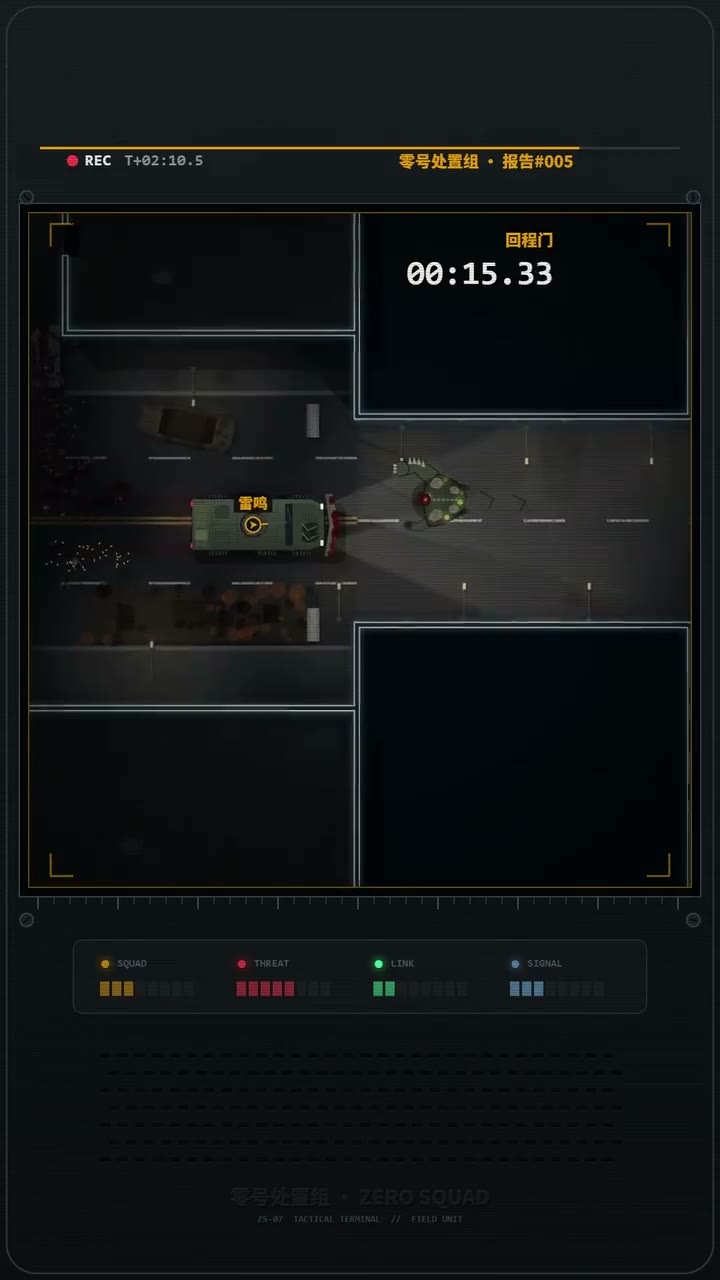 REC T+02:10.5
零号处置组 · 报告#005
回程门
00:15.33
雷鸣
SQUAD
THREAT
LINK
SIGNAL
零号处置组 · ZERO SQUAD
ZS-07 TACTICAL TERMINAL // FIELD UNIT